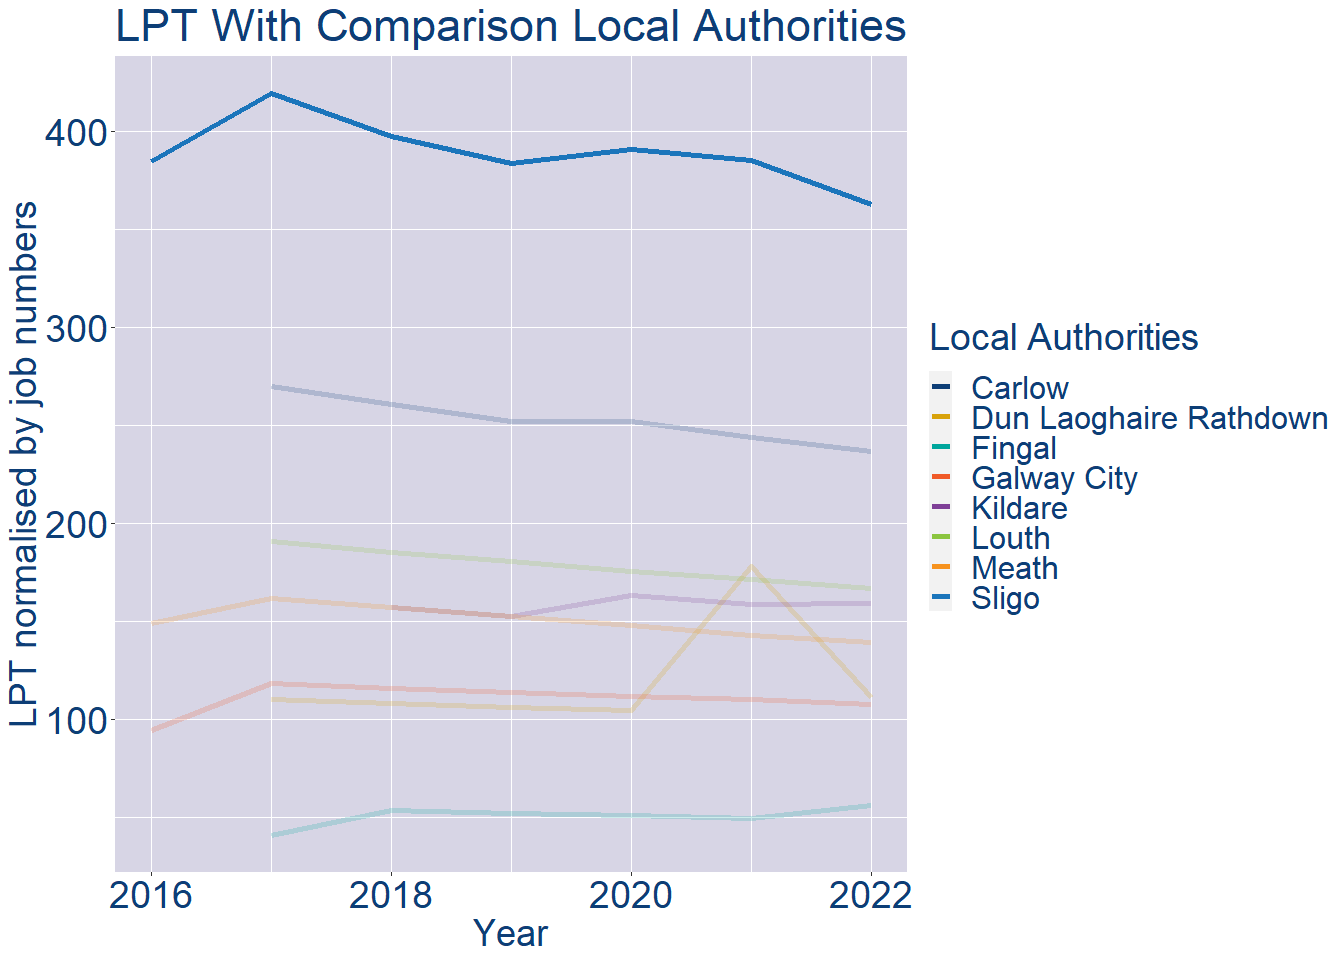 LPT With Comparison Local Authorities
LPT normalised by job numbers
400
300
200
100
2016
2018
2020
2022
Year
Local Authorities
Carlow
Dun Laoghaire Rathdown
Fingal
Galway City
Kildare
Louth
Meath
Sligo